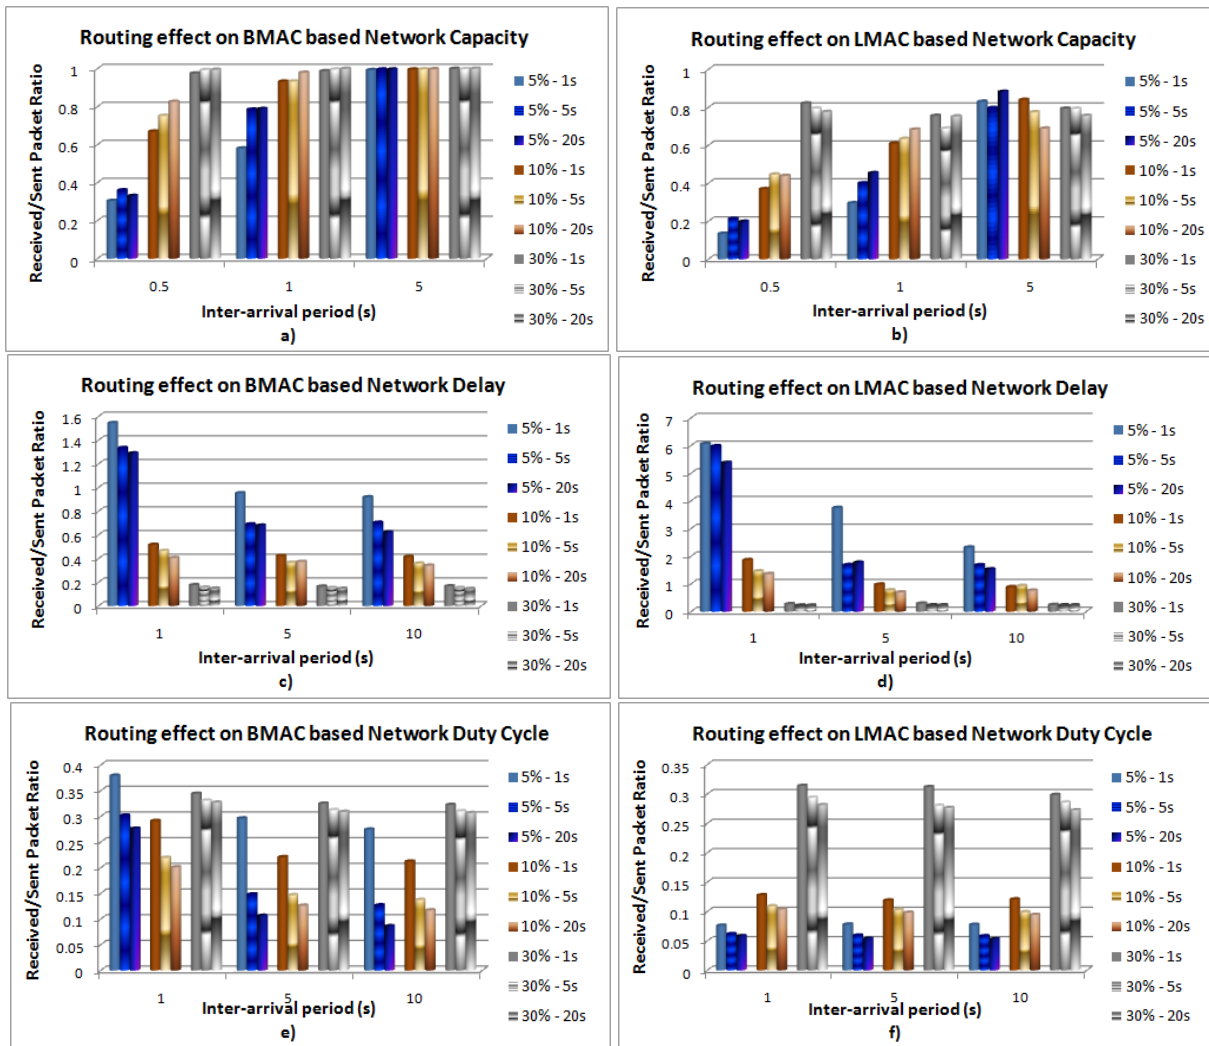 Routing effect on BMAC based Network Capacity
Received/Sent Packet Ratio
1
0.8
0.6
0.4
0.2
0
0.5
1
5
Inter-arrival period (s)
a)
5% - 1s
5% - 5s
5% - 20s
10% - 1s
10% - 5s
10% - 20s
30% - 1s
30% - 5s
30% - 20s
Routing effect on LMAC based Network Capacity
Received/Sent Packet Ratio
1
0.8
0.6
0.4
0.2
0
0.5
1
5
Inter-arrival period (s)
b)
5% - 1s
5% - 5s
5% - 20s
10% - 1s
10% - 5s
10% - 20s
30% - 1s
30% - 5s
30% - 20s
Routing effect on BMAC based Network Delay
Received/Sent Packet Ratio
1.6
1.4
1.2
1
0.8
0.6
0.4
0.2
0
1
5
10
Inter-arrival period (s)
c)
5% - 1s
5% - 5s
5% - 20s
10% - 1s
10% - 5s
10% - 20s
30% - 1s
30% - 5s
30% - 20s
Routing effect on LMAC based Network Delay
Received/Sent Packet Ratio
7
6
5
4
3
2
1
0
1
5
10
Inter-arrival period (s)
d)
5% - 1s
5% - 5s
5% - 20s
10% - 1s
10% - 5s
10% - 20s
30% - 1s
30% - 5s
30% - 20s
Routing effect on BMAC based Network Duty Cycle
Received/Sent Packet Ratio
0.4
0.35
0.3
0.25
0.2
0.15
0.1
0.05
0
1
5
10
Inter-arrival period (s)
e)
5% - 1s
5% - 5s
5% - 20s
10% - 1s
10% - 5s
10% - 20s
30% - 1s
30% - 5s
30% - 20s
Routing effect on LMAC based Network Duty Cycle
Received/Sent Packet Ratio
0.35
0.3
0.25
0.2
0.15
0.1
0.05
0
1
5
10
Inter-arrival period (s)
f)
5% - 1s
5% - 5s
5% - 20s
10% - 1s
10% - 5s
10% - 20s
30% - 1s
30% - 5s
30% - 20s